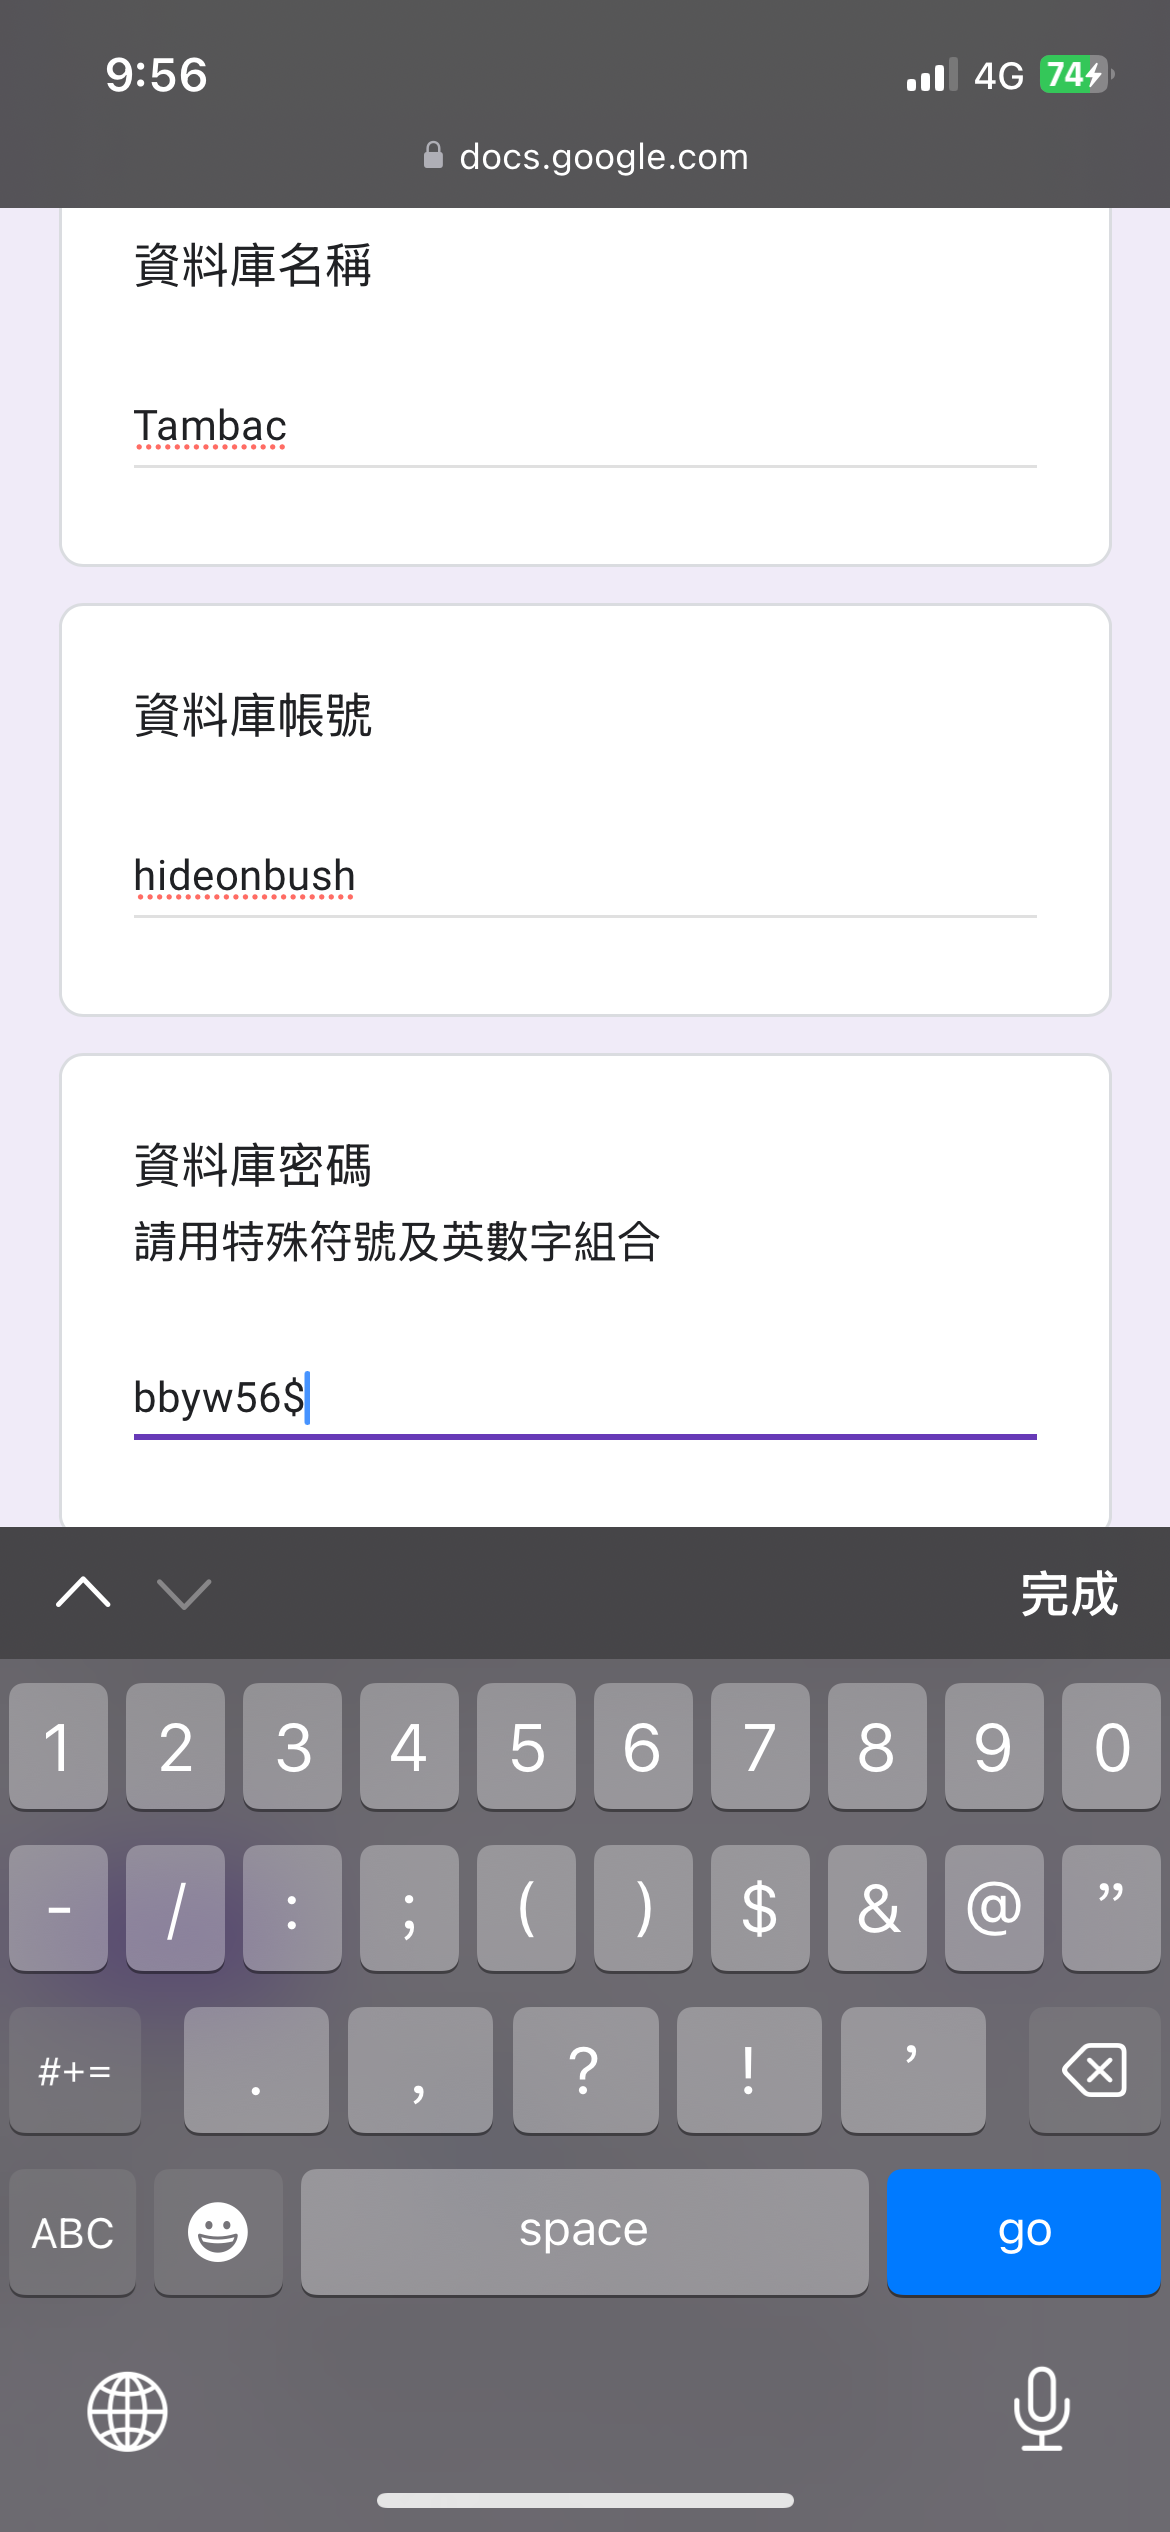 9:56
4G 74
docs.google.com
資料庫名稱
Tambac
資料庫帳號
hideonbush
資料庫密碼
請用特殊符號及英數字組合
bbyw56$
完成
1 2 3 4 5 6 7 8 9 0
- / : ; ( ) $ & @ ”
#+= . , ? ! ’
ABC space go